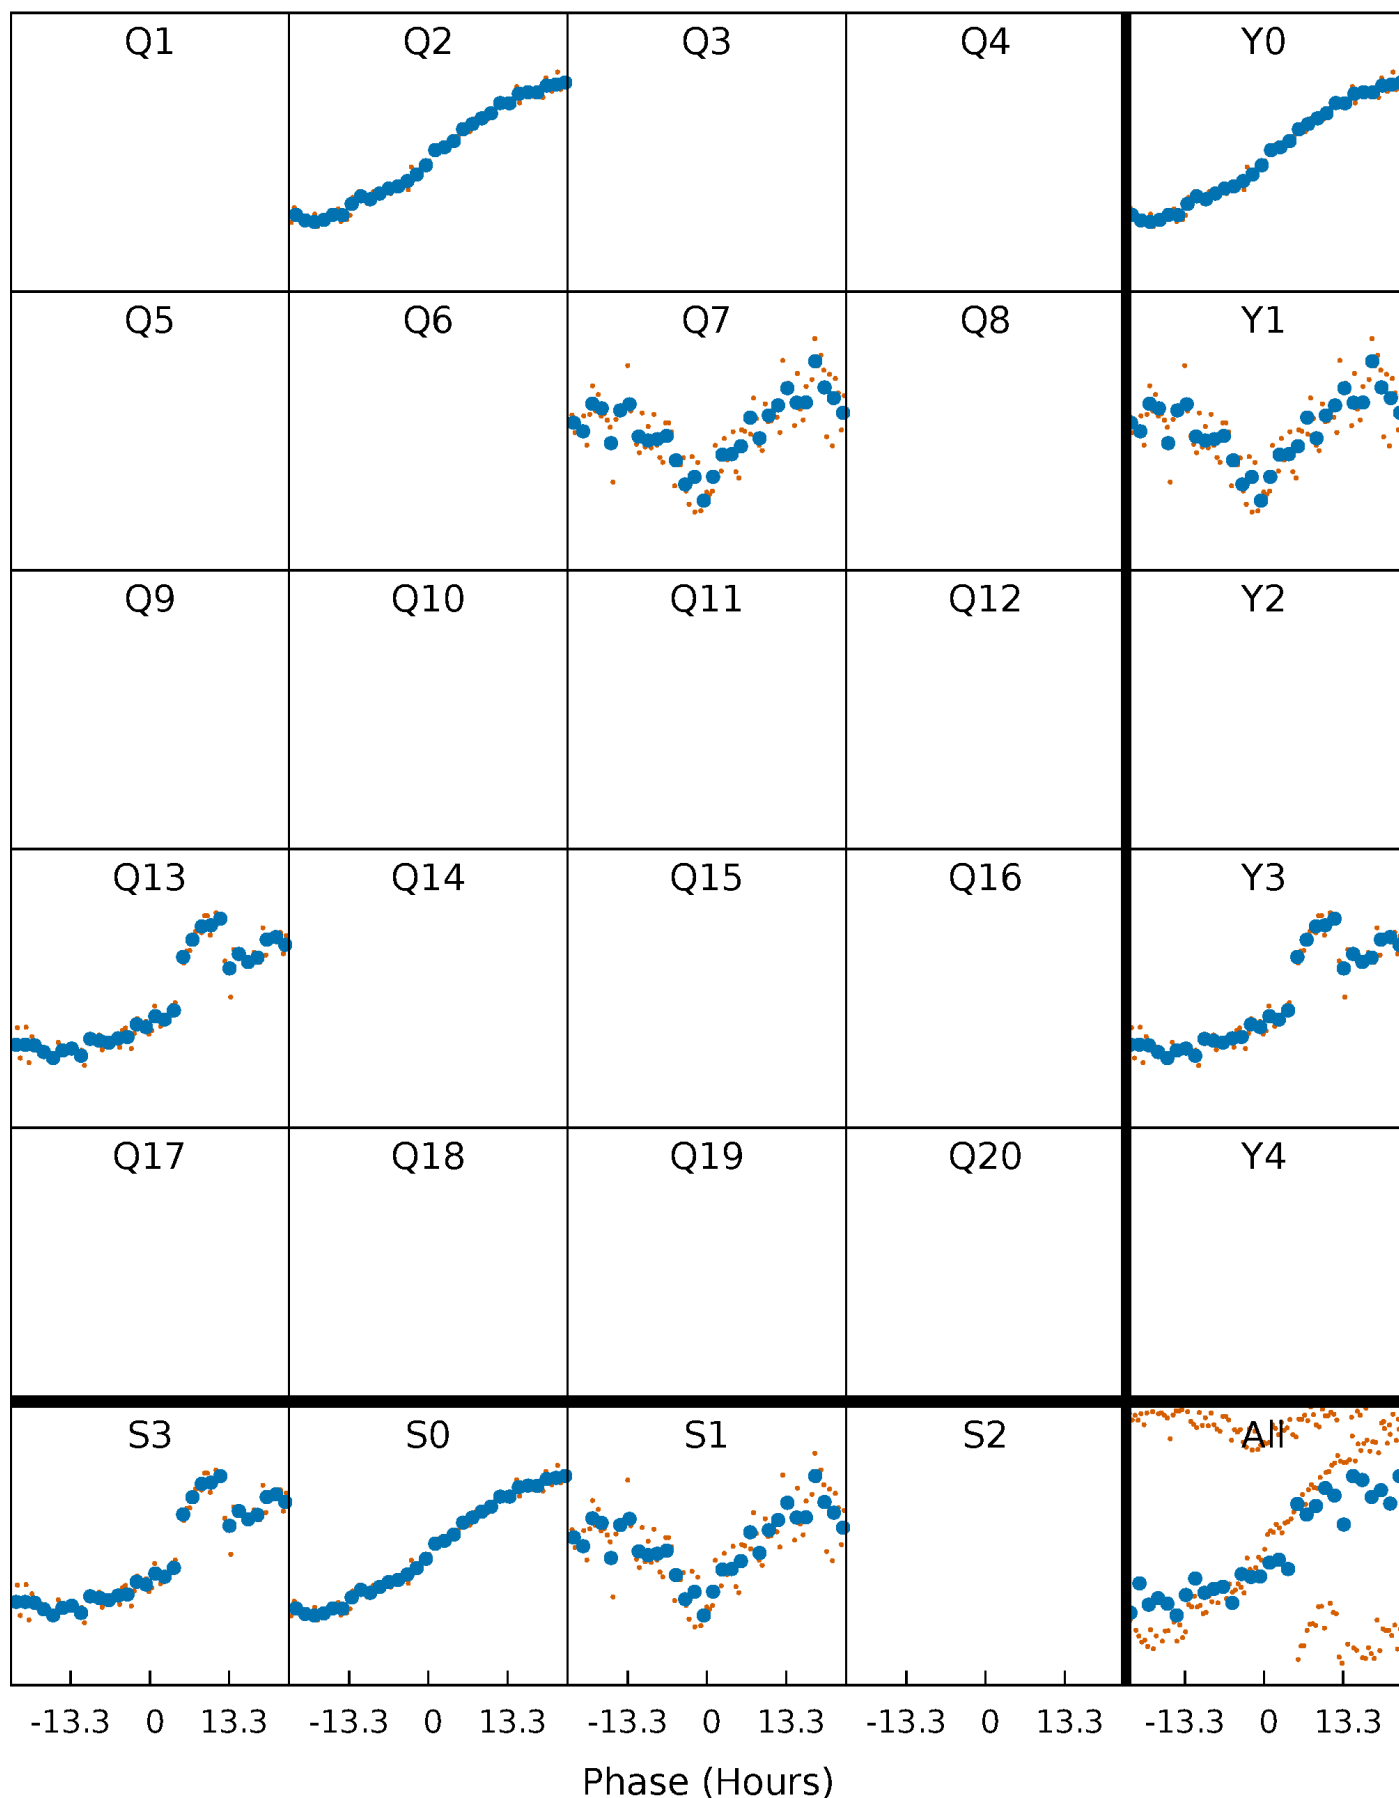 Q1 Q2 Q3 Q4 Y0
Q5 Q6 Q7 Q8 Y1
Q9 Q10 Q11 Q12 Y2
Q13 Q14 Q15 Q16 Y3
Q17 Q18 Q19 Q20 Y4
S3 S0 S1 S2 All
-13.3 0 13.3 -13.3 0 13.3 -13.3 0 13.3 -13.3 0 13.3 -13.3 0 13.3
Phase (Hours)